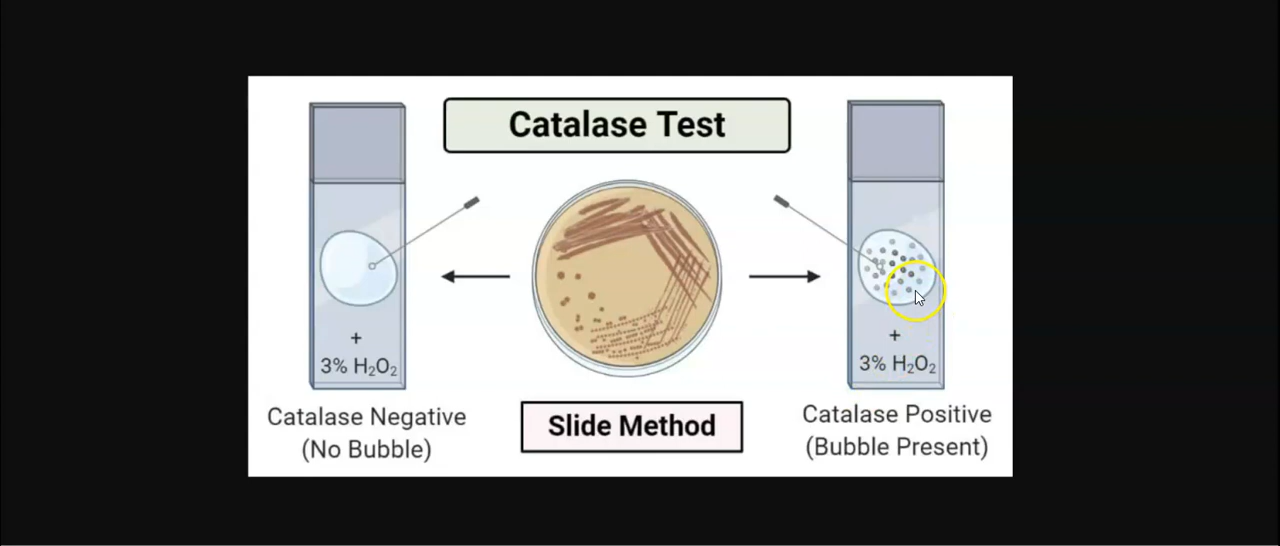 Catalase Test
+
3% H₂O₂
Catalase Negative
(No Bubble)
Slide Method
+
3% H₂O₂
Catalase Positive
(Bubble Present)